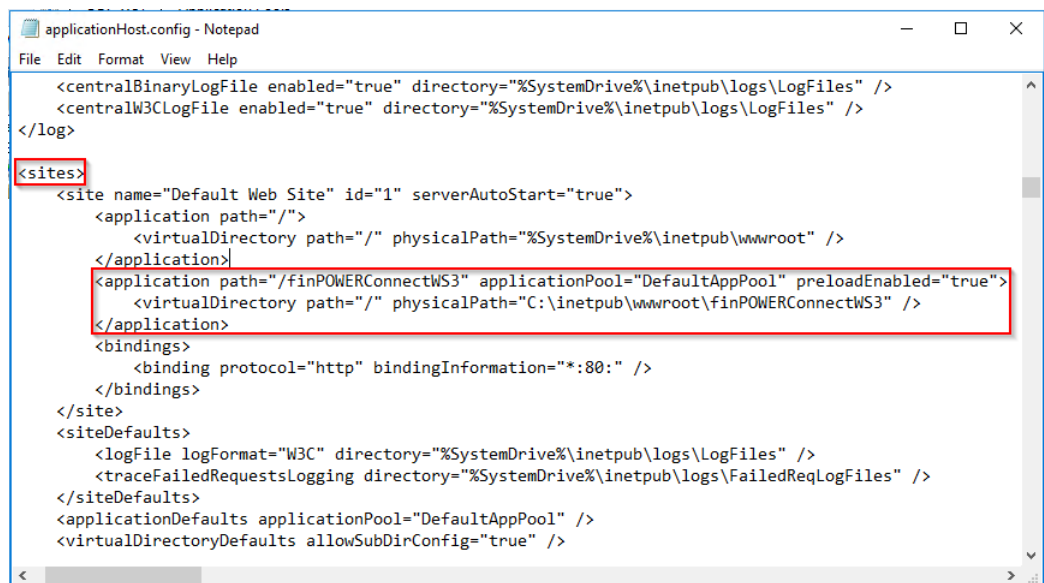 applicationHost.config - Notepad
File Edit Format View Help
<centralBinaryLogFile enabled="true" directory="%SystemDrive%\inetpub\logs\LogFiles" />
<centralW3CLogFile enabled="true" directory="%SystemDrive%\inetpub\logs\LogFiles" />
</log>
<sites>
<site name="Default Web Site" id="1" serverAutoStart="true">
<application path="/">
<virtualDirectory path="/" physicalPath="%SystemDrive%\inetpub\wwwroot" />
</application>
<application path="/finPOWERConnectWS3" applicationPool="DefaultAppPool" preloadEnabled="true">
<virtualDirectory path="/" physicalPath="C:\inetpub\wwwroot\finPOWERConnectWS3" />
</application>
<bindings>
<binding protocol="http" bindingInformation="*:80:" />
</bindings>
</site>
<siteDefaults>
<logFile logFormat="W3C" directory="%SystemDrive%\inetpub\logs\LogFiles" />
<traceFailedRequestsLogging directory="%SystemDrive%\inetpub\logs\FailedReqLogFiles" />
</siteDefaults>
<applicationDefaults applicationPool="DefaultAppPool" />
<virtualDirectoryDefaults allowSubDirConfig="true" />